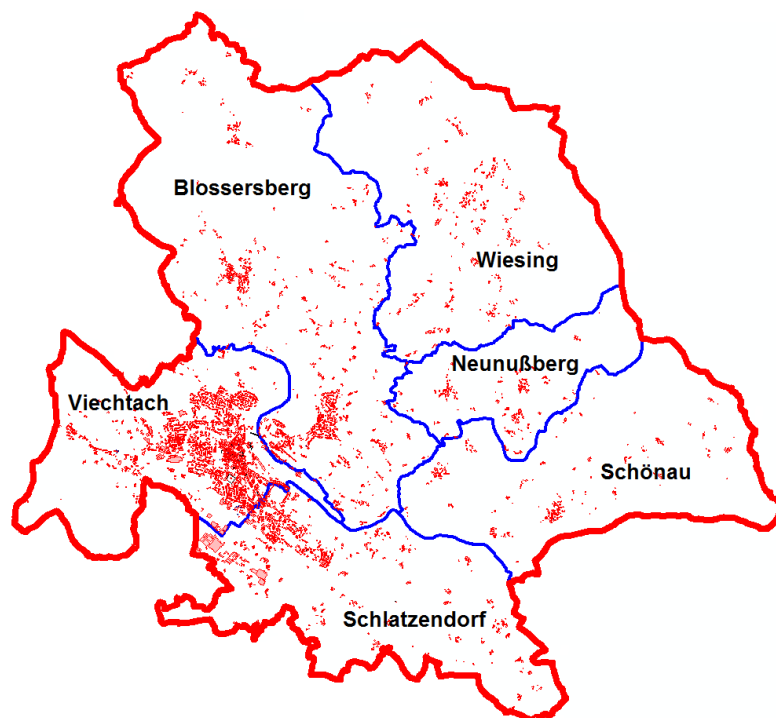 Blossersberg
Wiesing
Neunußberg
Viechtach
Schönau
Schlatzendorf